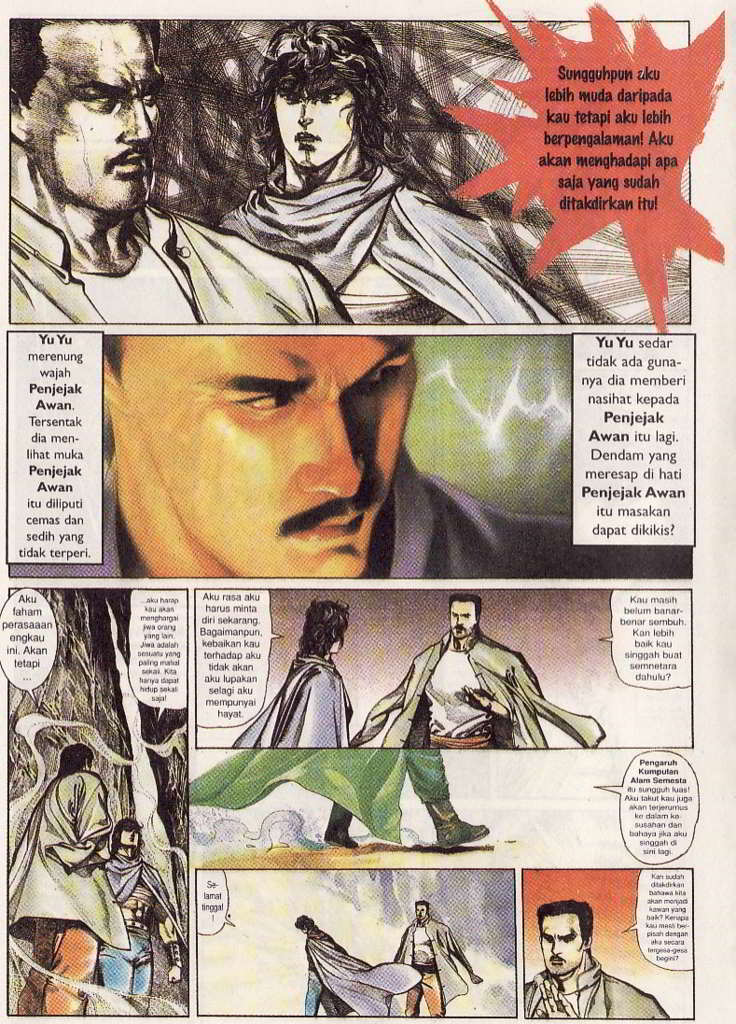 Sungguhpun aku
lebih muda daripada
kau tetapi aku lebih
berpengalaman! Aku
akan menghadapi apa
saja yang sudah
ditakdirkan itu!
Yu Yu
merenung
wajah
Penjejak
Awan.
Tersentak
dia men-
lihat muka
Penjejak
Awan
itu diliputi
cemas dan
sedih yang
tidak terperi.
Yu Yu sedar
tidak ada guna-
nya dia memberi
nasihat kepada
Penjejak
Awan itu lagi.
Dendam yang
meresap di hati
Penjejak Awan
itu masakan
dapat dikikis?
Aku
faham
perasaaan
engkau
ini. Akan
tetapi
...
...aku harap
kau akan
menghargai
jiwa orang
yang lain.
Jiwa adalah
sesuatu yang
paling mahal
sekali. Kita
hanya dapat
hidup sekali
saja!
Aku rasa aku
harus minta
diri sekarang.
Bagaimanpun,
kebaikan kau
terhadap aku
tidak akan
aku lupakan
selagi aku
mempunyai
hayat.
Kau masih
belum banar-
benar sembuh.
Kan lebih
baik kau
singgah buat
semnetara
dahulu?
Pengaruh
Kumpulan
Alam Semesta
itu sungguh luas!
Aku takut kau juga
akan terjerumus
ke dalam ke-
susahan dan
bahaya jika aku
singgah di
sini lagi.
Se-
lamat
tinggal
!
Kan sudah
ditakdirkan
bahawa kita
akan menjadi
kawan yang
baik? Kenapa
kau mesti ber-
pisah dengan
aku secara
tergesa-gesa
begini?